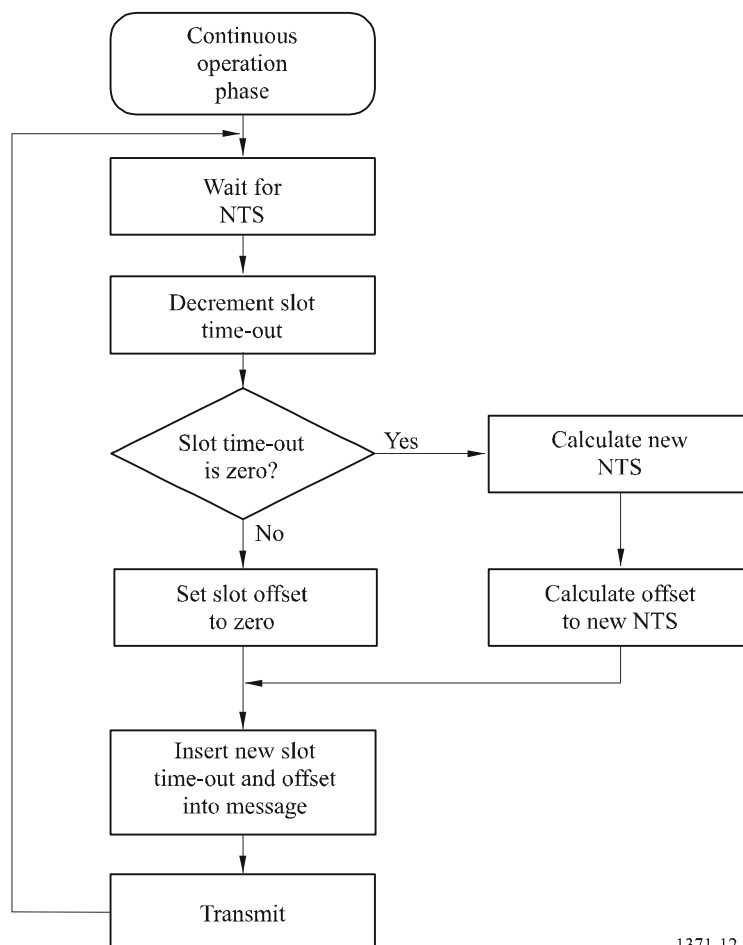 Continuous
operation
phase
Wait for
NTS
Decrement slot
time-out
Slot time-out
is zero?
Yes
Calculate new
NTS
No
Set slot offset
to zero
Calculate offset
to new NTS
Insert new slot
time-out and offset
into message
Transmit
1371-12